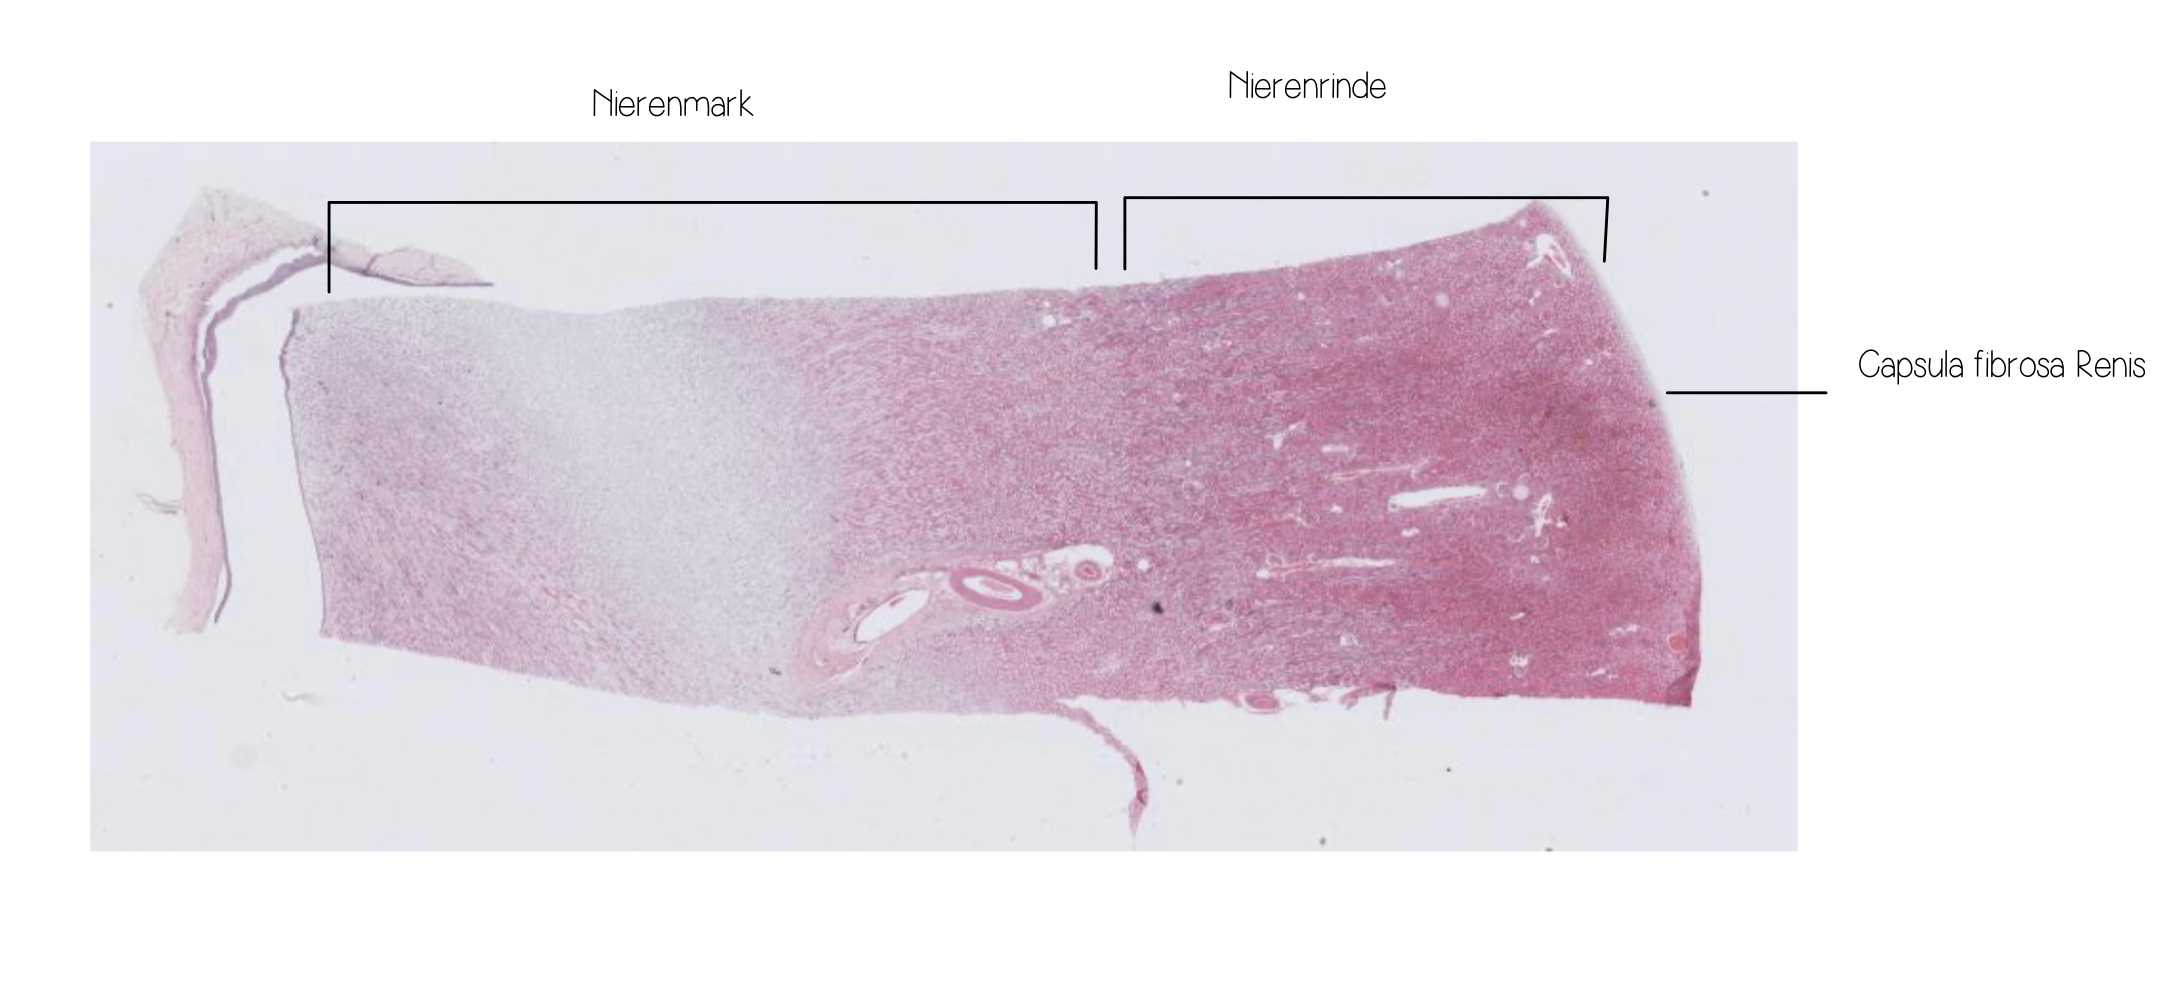 Nierenmark
Nierenrinde
Capsula fibrosa Renis